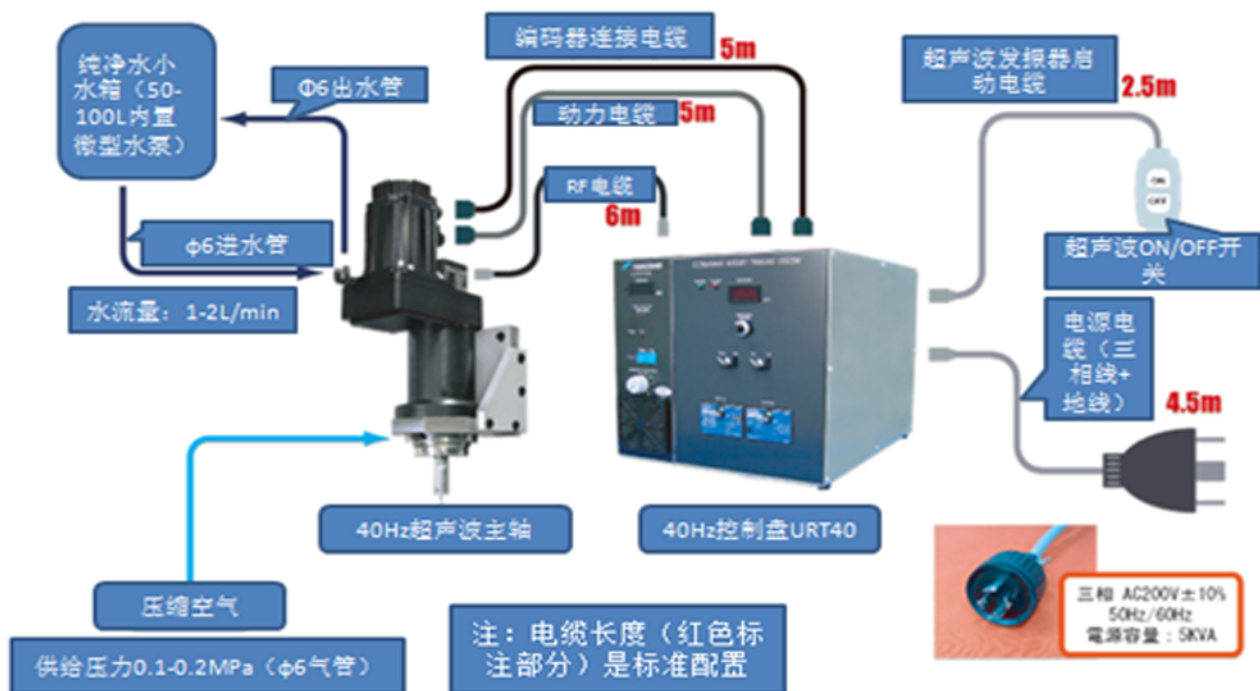 编码器连接电缆
5m
超声波发振器启
动电缆
2.5m
纯净水小
水箱（50-
100L内置
微型水泵）
Φ6出水管
动力电缆
5m
RF电缆
6m
ON
OFF
φ6进水管
超声波ON/OFF开
关
水流量：1-2L/min
电源电
缆（三
相线+
地线）
4.5m
40Hz超声波主轴
40Hz控制盘URT40
压缩空气
供给压力0.1-0.2MPa（φ6气管）
注：电缆长度（红色标
注部分）是标准配置
三相 AC200V±10%
50Hz/60Hz
電源容量：5KVA